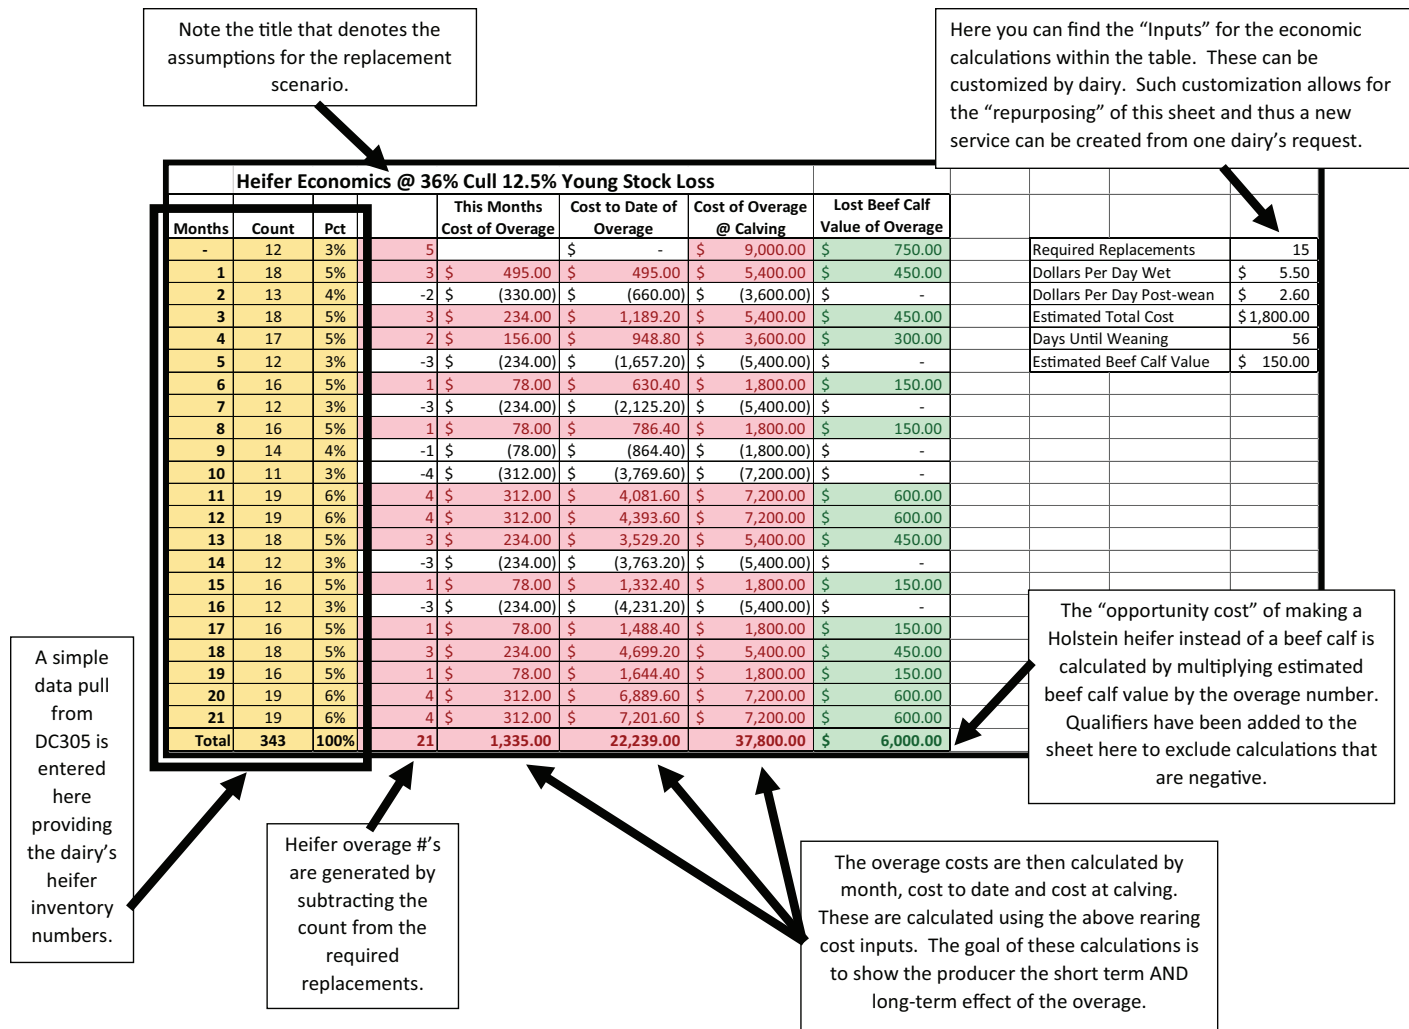 Note the title that denotes the
assumptions for the replacement
scenario.
Here you can find the “Inputs” for the economic
calculations within the table.  These can be
customized by dairy.  Such customization allows for
the “repurposing” of this sheet and thus a new
service can be created from one dairy’s request.
Heifer Economics @ 36% Cull 12.5% Young Stock Loss
This Months Cost to Date of Cost of Overage Lost Beef Calf
Months Count Pct Cost of Overage Overage @ Calving Value of Overage
- 12 3% 5 $ - $ 9,000.00 $ 750.00
1 18 5% 3 $ 495.00 $ 495.00 $ 5,400.00 $ 450.00
2 13 4% -2 $ (330.00) $ (660.00) $ (3,600.00) $ -
3 18 5% 3 $ 234.00 $ 1,189.20 $ 5,400.00 $ 450.00
4 17 5% 2 $ 156.00 $ 948.80 $ 3,600.00 $ 300.00
5 12 3% -3 $ (234.00) $ (1,657.20) $ (5,400.00) $ -
6 16 5% 1 $ 78.00 $ 630.40 $ 1,800.00 $ 150.00
7 12 3% -3 $ (234.00) $ (2,125.20) $ (5,400.00) $ -
8 16 5% 1 $ 78.00 $ 786.40 $ 1,800.00 $ 150.00
9 14 4% -1 $ (78.00) $ (864.40) $ (1,800.00) $ -
10 11 3% -4 $ (312.00) $ (3,769.60) $ (7,200.00) $ -
11 19 6% 4 $ 312.00 $ 4,081.60 $ 7,200.00 $ 600.00
12 19 6% 4 $ 312.00 $ 4,393.60 $ 7,200.00 $ 600.00
13 18 5% 3 $ 234.00 $ 3,529.20 $ 5,400.00 $ 450.00
14 12 3% -3 $ (234.00) $ (3,763.20) $ (5,400.00) $ -
15 16 5% 1 $ 78.00 $ 1,332.40 $ 1,800.00 $ 150.00
16 12 3% -3 $ (234.00) $ (4,231.20) $ (5,400.00) $ -
17 16 5% 1 $ 78.00 $ 1,488.40 $ 1,800.00 $ 150.00
18 18 5% 3 $ 234.00 $ 4,699.20 $ 5,400.00 $ 450.00
19 16 5% 1 $ 78.00 $ 1,644.40 $ 1,800.00 $ 150.00
20 19 6% 4 $ 312.00 $ 6,889.60 $ 7,200.00 $ 600.00
21 19 6% 4 $ 312.00 $ 7,201.60 $ 7,200.00 $ 600.00
Total 343 100% 21 1,335.00 22,239.00 37,800.00 $ 6,000.00
Required Replacements 15
Dollars Per Day Wet $ 5.50
Dollars Per Day Post-wean $ 2.60
Estimated Total Cost $1,800.00
Days Until Weaning 56
Estimated Beef Calf Value $ 150.00
The “opportunity cost” of making a
Holstein heifer instead of a beef calf is
calculated by multiplying estimated
beef calf value by the overage number.
Qualifiers have been added to the
sheet here to exclude calculations that
are negative.
A simple
data pull
from
DC305 is
entered
here
providing
the dairy’s
heifer
inventory
numbers.
Heifer overage #’s
are generated by
subtracting the
count from the
required
replacements.
The overage costs are then calculated by
month, cost to date and cost at calving.
These are calculated using the above rearing
cost inputs.  The goal of these calculations is
to show the producer the short term AND
long-term effect of the overage.